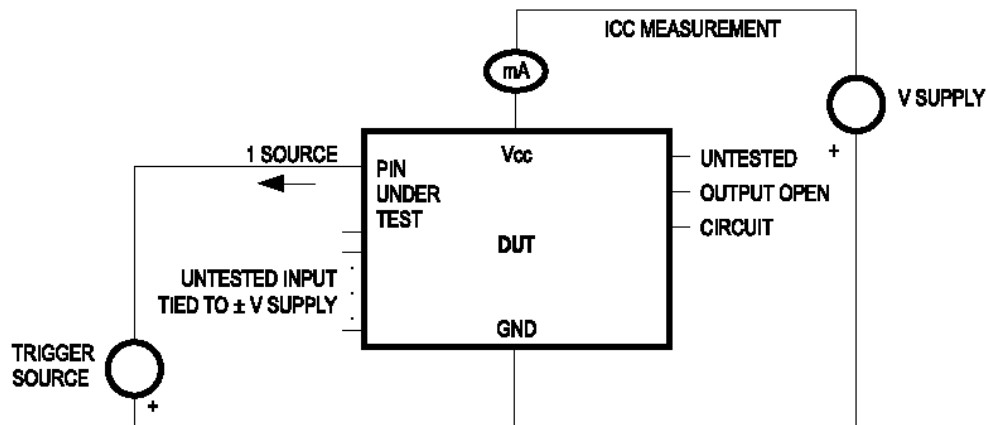 ICC MEASUREMENT
mA
V SUPPLY
+
1 SOURCE
Vcc
PIN
UNDER
TEST
UNTESTED
OUTPUT OPEN
CIRCUIT
DUT
UNTESTED INPUT
TIED TO ± V SUPPLY
GND
TRIGGER
SOURCE
+